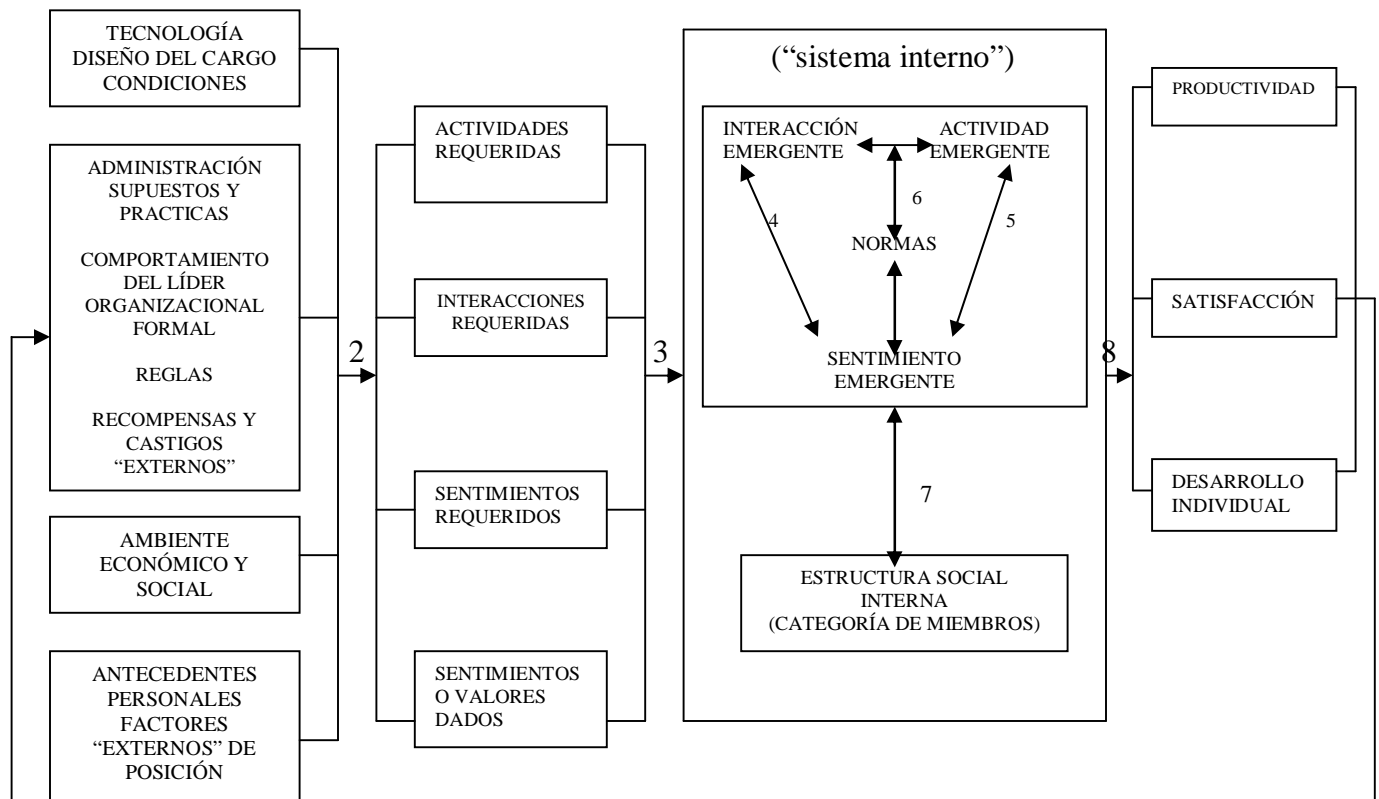 TECNOLOGÍA
DISEÑO DEL CARGO
CONDICIONES
ADMINISTRACIÓN
SUPUESTOS Y
PRACTICAS
COMPORTAMIENTO
DEL LÍDER
ORGANIZACIONAL
FORMAL
REGLAS
RECOMPENSAS Y
CASTIGOS
“EXTERNOS”
AMBIENTE
ECONÓMICO Y
SOCIAL
ANTECEDENTES
PERSONALES
FACTORES
“EXTERNOS” DE
POSICIÓN
2
ACTIVIDADES
REQUERIDAS
INTERACCIONES
REQUERIDAS
SENTIMIENTOS
REQUERIDOS
SENTIMIENTOS
O VALORES
DADOS
3
(“sistema interno”)
INTERACCIÓN
EMERGENTE
ACTIVIDAD
EMERGENTE
4
6
5
NORMAS
SENTIMIENTO
EMERGENTE
7
ESTRUCTURA SOCIAL
INTERNA
(CATEGORÍA DE MIEMBROS)
8
PRODUCTIVIDAD
SATISFACCIÓN
DESARROLLO
INDIVIDUAL